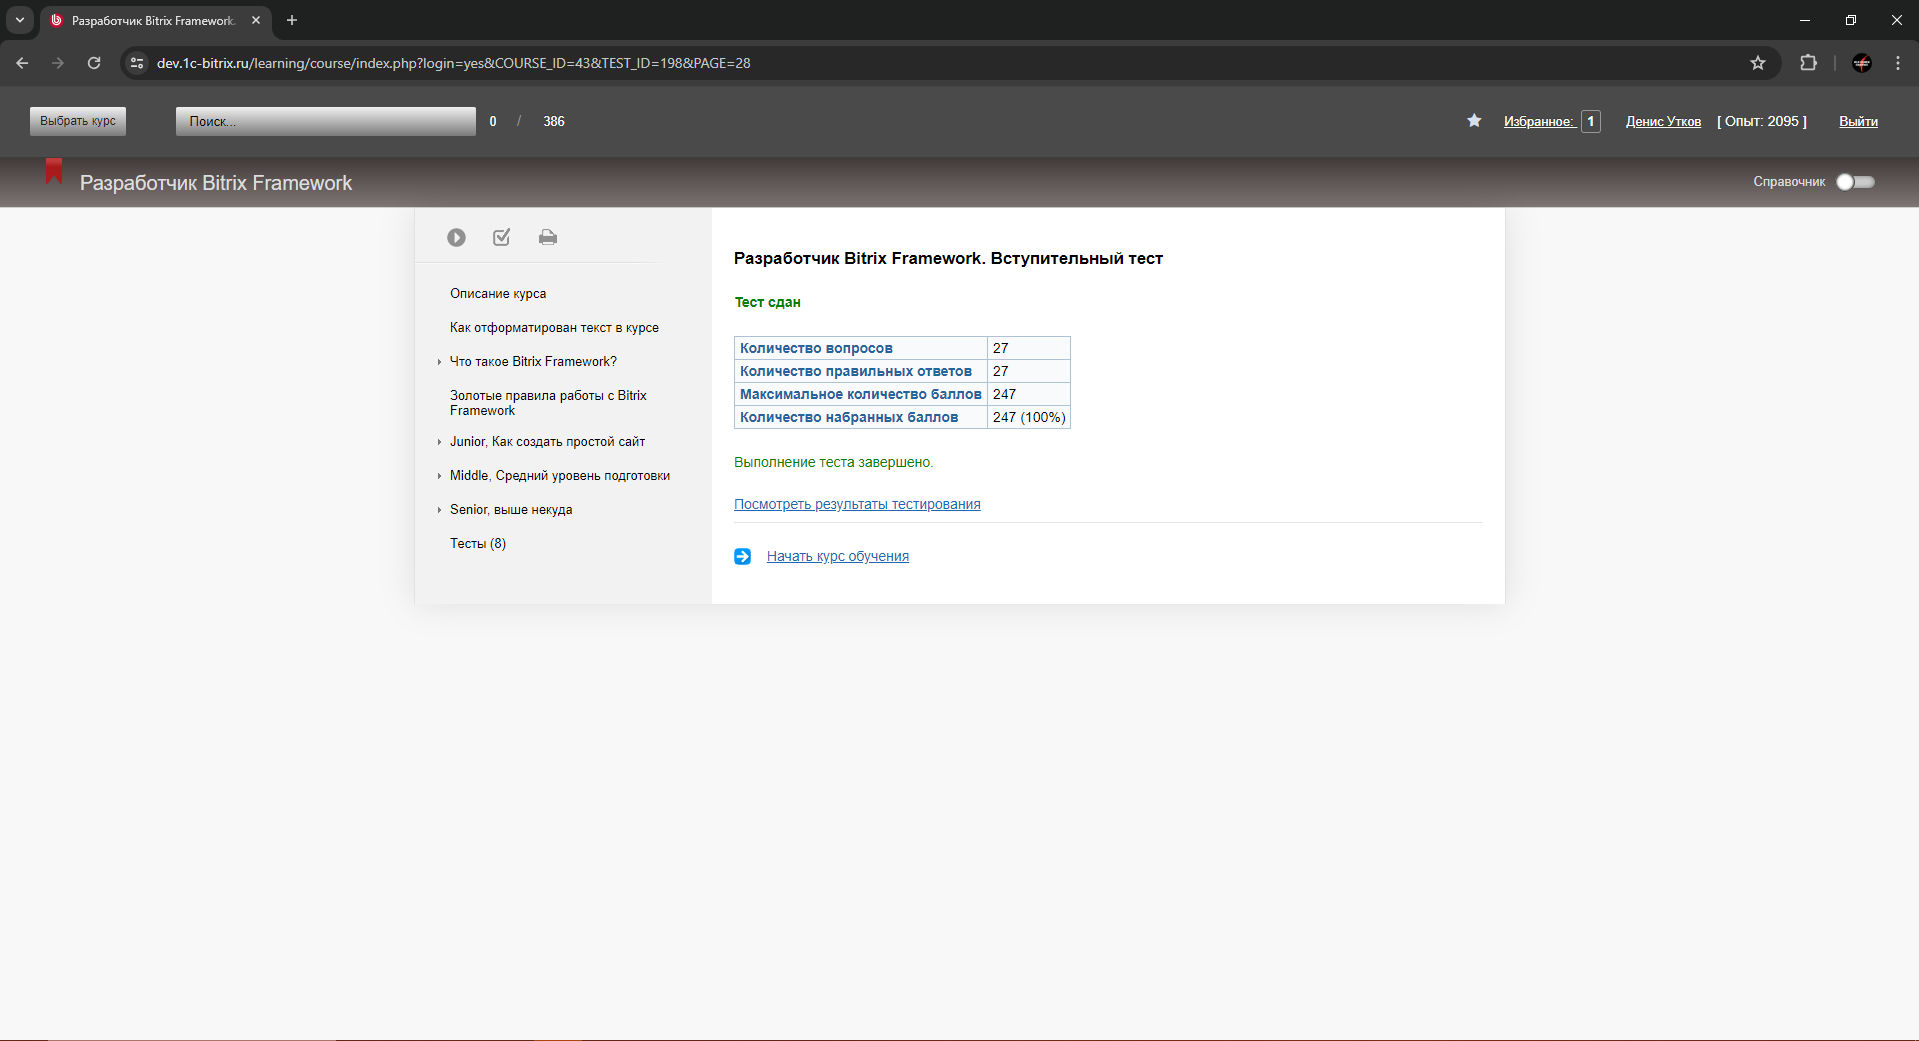 Разработчик Bitrix Framework.
dev.1c-bitrix.ru/learning/course/index.php?login=yes&COURSE_ID=43&TEST_ID=198&PAGE=28
Выбрать курс
Поиск...
0 / 386
Избранное: 1
Денис Утков
[ Опыт: 2095 ]
Выйти
Разработчик Bitrix Framework
Справочник
Описание курса
Как отформатирован текст в курсе
Что такое Bitrix Framework?
Золотые правила работы с Bitrix
Framework
Junior, Как создать простой сайт
Middle, Средний уровень подготовки
Senior, выше некуда
Тесты (8)
Разработчик Bitrix Framework. Вступительный тест
Тест сдан
Количество вопросов 27
Количество правильных ответов 27
Максимальное количество баллов 247
Количество набранных баллов 247 (100%)
Выполнение теста завершено.
Посмотреть результаты тестирования
Начать курс обучения